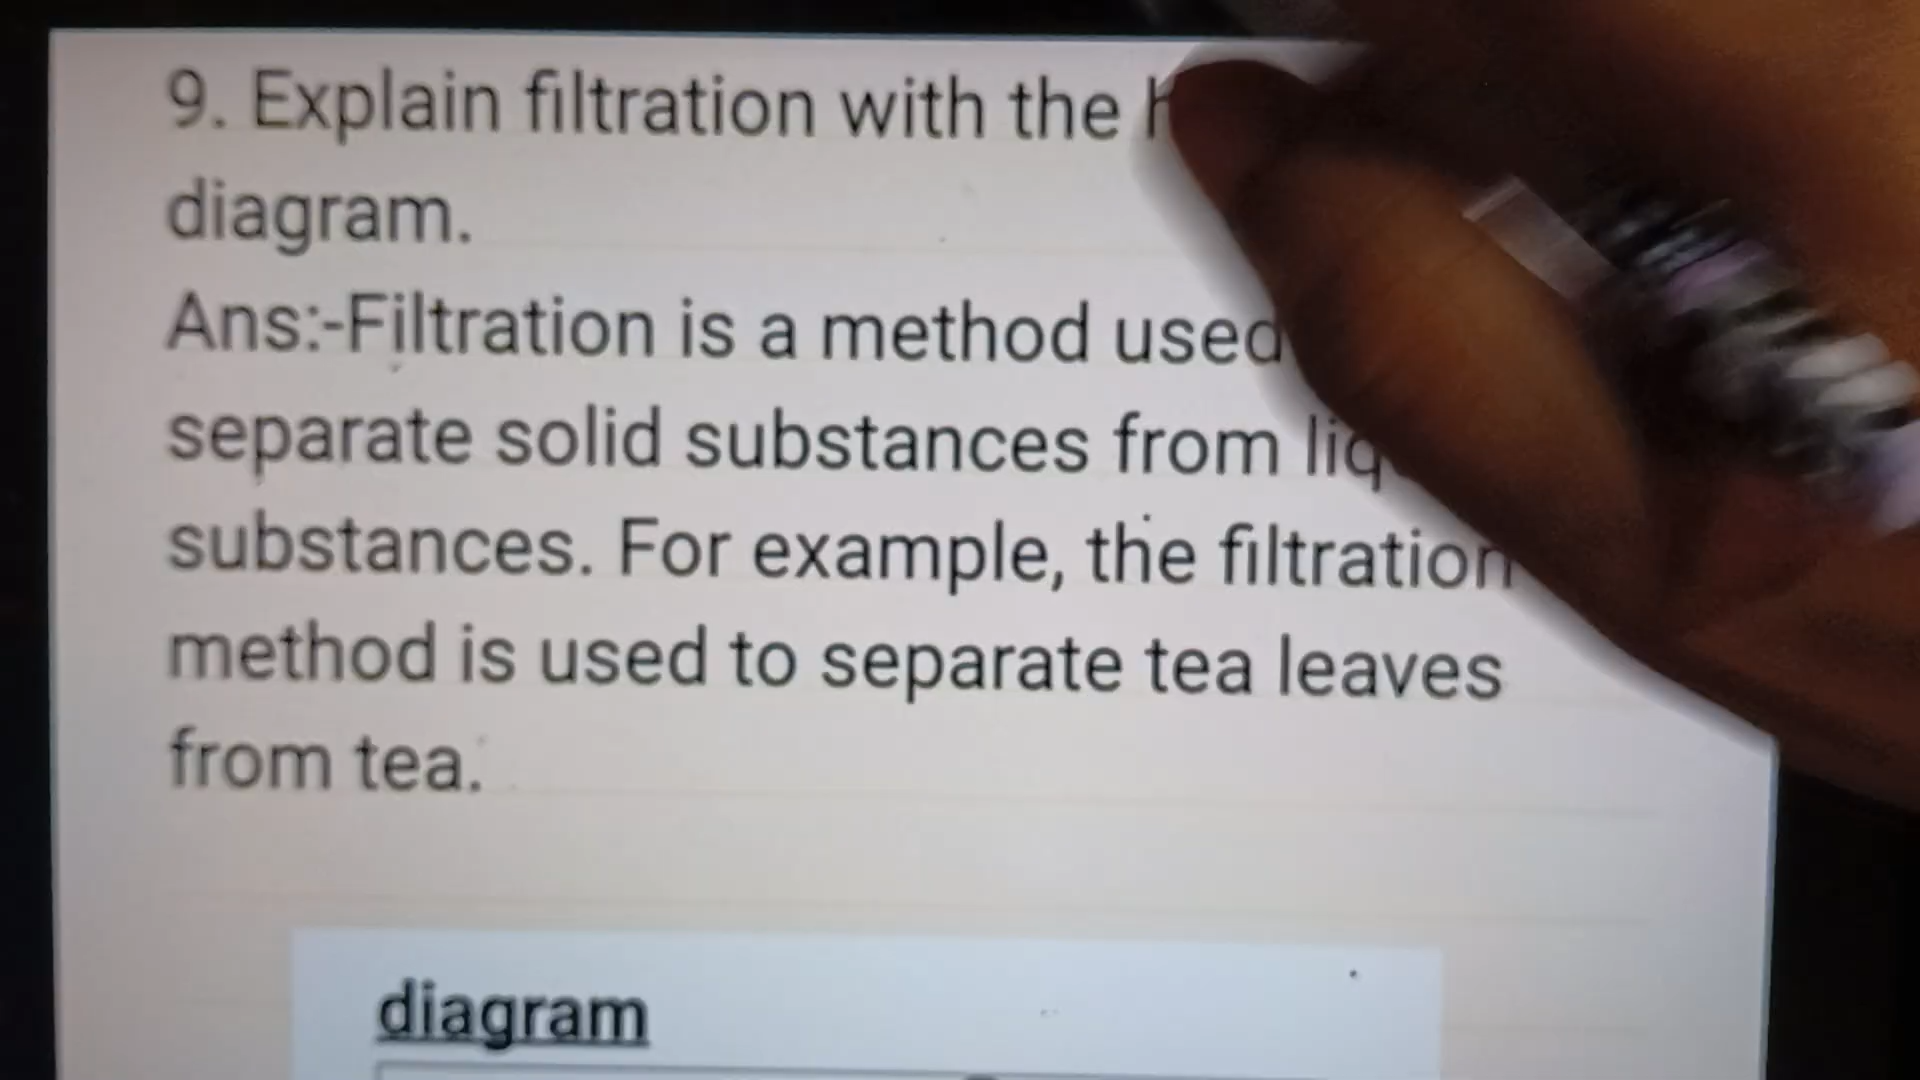 9. Explain filtration with the
diagram.
Ans:-Filtration is a method used
separate solid substances from
substances. For example, the filtration
method is used to separate tea leaves
from tea.
diagram